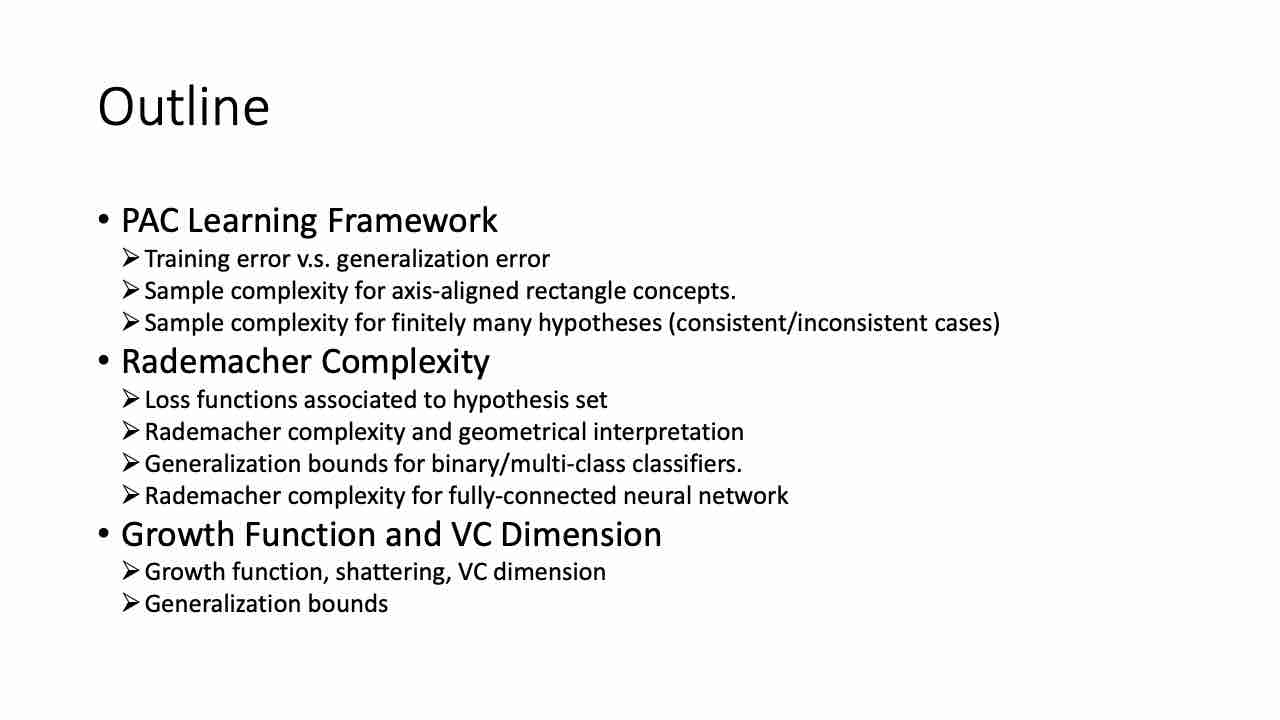 Outline
• PAC Learning Framework
➢ Training error v.s. generalization error
➢ Sample complexity for axis-aligned rectangle concepts.
➢ Sample complexity for finitely many hypotheses (consistent/inconsistent cases)
• Rademacher Complexity
➢ Loss functions associated to hypothesis set
➢ Rademacher complexity and geometrical interpretation
➢ Generalization bounds for binary/multi-class classifiers.
➢ Rademacher complexity for fully-connected neural network
• Growth Function and VC Dimension
➢ Growth function, shattering, VC dimension
➢ Generalization bounds